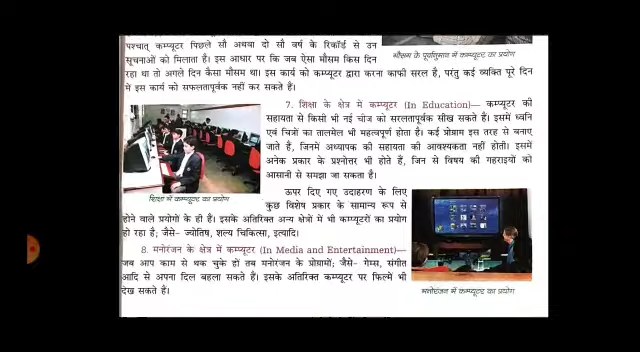 पश्चात् कम्प्यूटर पिछले सौ अथवा दो सौ वर्ष के रिकॉर्ड से उन
सूचनाओं को मिलाता है। इस आधार पर कि जब ऐसा मौसम किस दिन
मौसम के पूर्वानुमान में कम्प्यूटर का प्रयोग
रहा था तो अगले दिन कैसा मौसम था। इस कार्य को कम्प्यूटर द्वारा करना काफी सरल है, परंतु कई व्यक्ति पूरे दिन
में इस कार्य को सफलतापूर्वक नहीं कर सकते हैं।
7. शिक्षा के क्षेत्र में कम्प्यूटर (In Education)— कम्प्यूटर की
सहायता से किसी भी नई चीज को सरलतापूर्वक सीख सकते है। इसमें ध्वनि
एवं चित्रों का तालमेल भी महत्वपूर्ण होता है। कई प्रोग्राम इस तरह से बनाए
जाते है, जिनमें अध्यापक की सहायता की आवश्यकता नहीं होती। इसमें
अनेक प्रकार के प्रश्नोत्तर भी होते हैं, जिन से विषय की गहराइयों को
आसानी से समझा जा सकता है।
शिक्षा में कम्प्यूटर का प्रयोग
ऊपर दिए गए उदाहरण के लिए
कुछ विशेष प्रकार के सामान्य रूप से
होने वाले प्रयोगों के ही है। इसके अतिरिक्त अन्य क्षेत्रों में भी कम्प्यूटरों का प्रयोग
हो रहा है; जैसे- ज्योतिष, शल्य चिकित्सा, इत्यादि।
8. मनोरंजन के क्षेत्र में कम्प्यूटर (In Media and Entertainment)—
जब आप काम से थक चुके हों तब मनोरंजन के प्रोग्रामों; जैसे- गेम्स, संगीत
आदि से अपना दिल बहला सकते हैं। इसके अतिरिक्त कम्प्यूटर पर फिल्में भी
देख सकते है।
मनोरंजन में कम्प्यूटर का प्रयोग